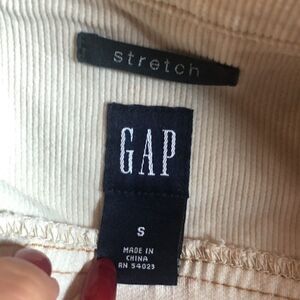 stretch
GAP
S
MADE IN
CHINA
RN 54023